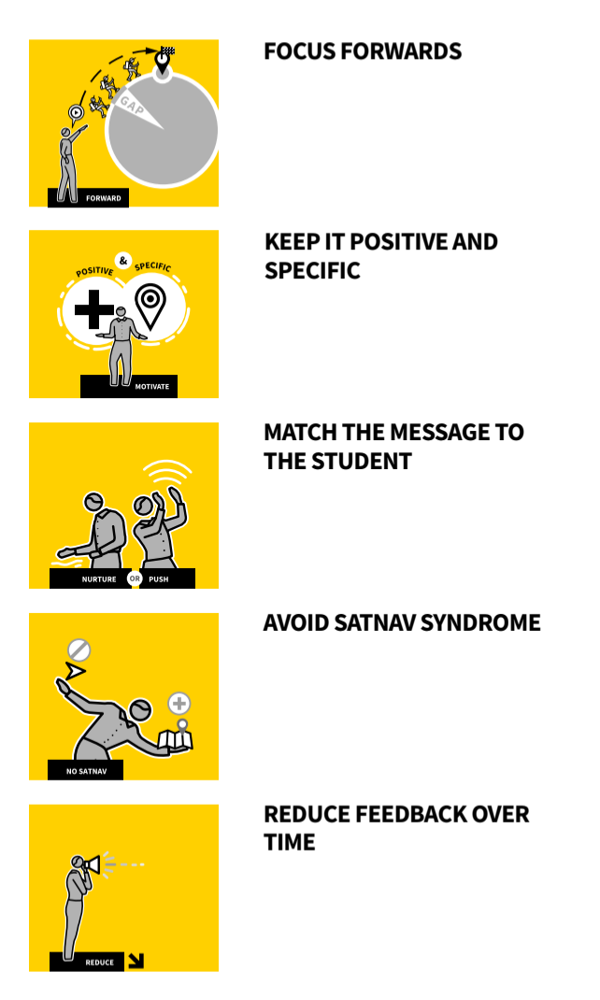 FOCUS FORWARDS
GAP
FORWARD
KEEP IT POSITIVE AND
SPECIFIC
POSITIVE & SPECIFIC
MOTIVATE
MATCH THE MESSAGE TO
THE STUDENT
NURTURE OR PUSH
AVOID SATNAV SYNDROME
NO SATNAV
REDUCE FEEDBACK OVER
TIME
REDUCE